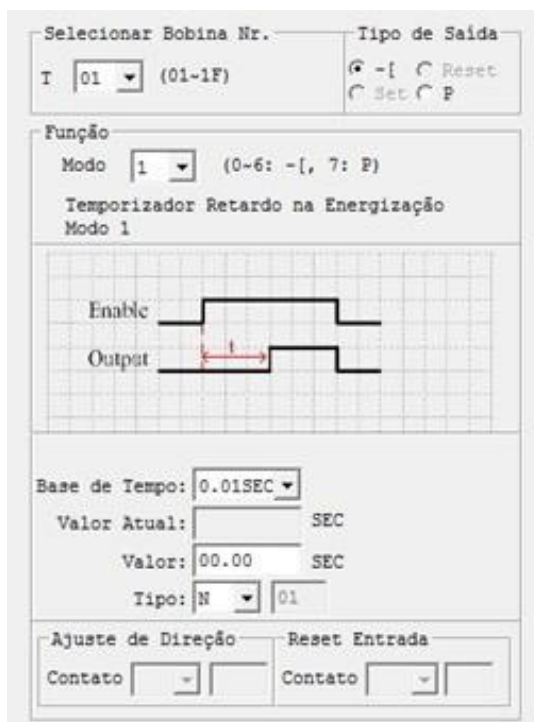 Selecionar Bobina Nr.
Tipo de Saída
T 01 (01~1F)
-[ Reset
Set P
Função
Modo 1 (0~6: -[, 7: P)
Temporizador Retardo na Energização
Modo 1
Enable
t
Output
Base de Tempo: 0.01SEC
Valor Atual: SEC
Valor: 00.00 SEC
Tipo: N 01
Ajuste de Direção
Reset Entrada
Contato
Contato